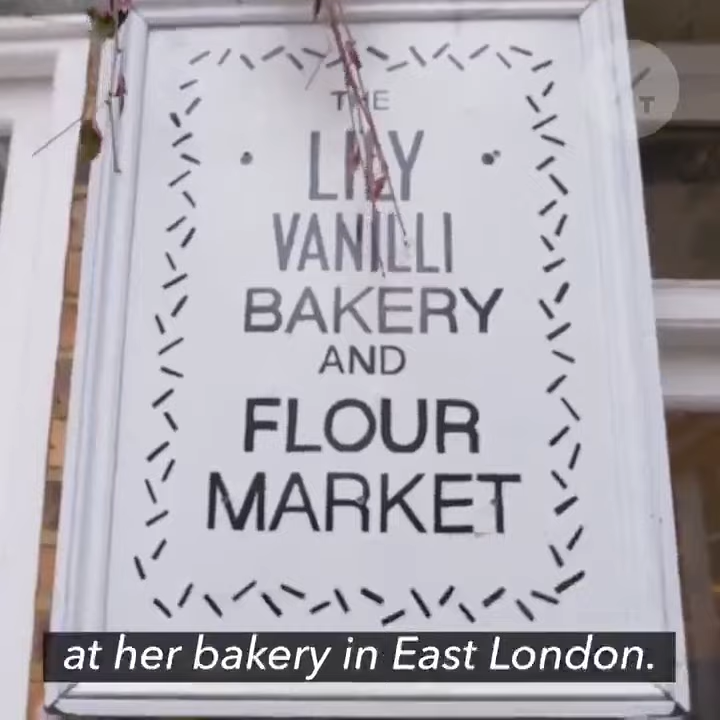 THE
LILY
VANILLI
BAKERY
AND
FLOUR
MARKET
at her bakery in East London.